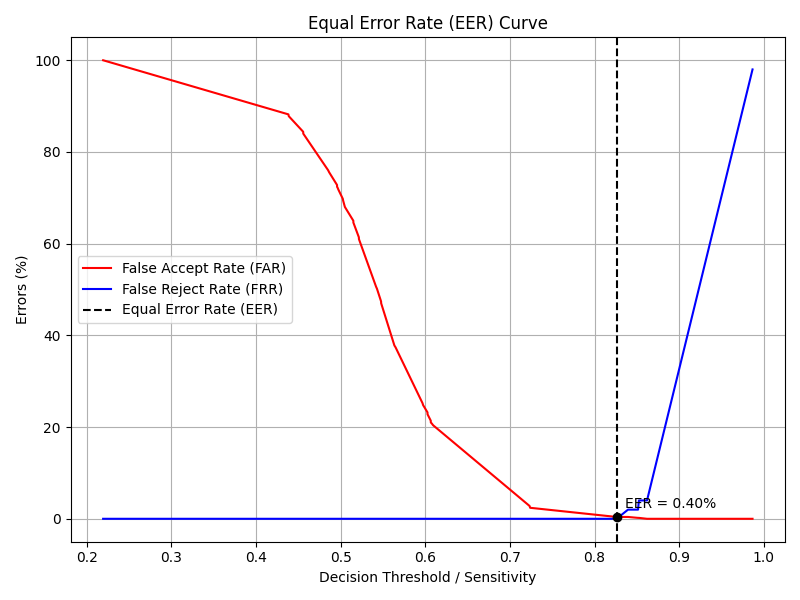 Equal Error Rate (EER) Curve
Errors (%)
100
80
60
40
20
0
False Accept Rate (FAR)
False Reject Rate (FRR)
Equal Error Rate (EER)
EER = 0.40%
0.2 0.3 0.4 0.5 0.6 0.7 0.8 0.9 1.0
Decision Threshold / Sensitivity